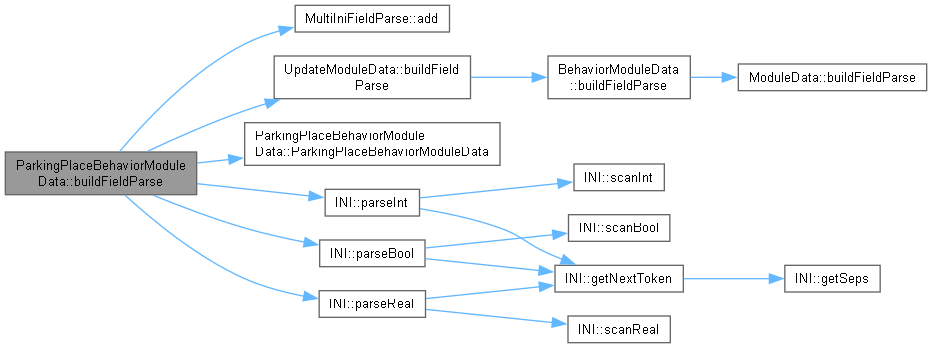 MultiIniFieldParse::add
UpdateModuleData::buildField
Parse
BehaviorModuleData
::buildFieldParse
ModuleData::buildFieldParse
ParkingPlaceBehaviorModule
Data::ParkingPlaceBehaviorModuleData
ParkingPlaceBehaviorModule
Data::buildFieldParse
INI::parseInt
INI::scanInt
INI::parseBool
INI::scanBool
INI::getNextToken
INI::getSeps
INI::parseReal
INI::scanReal